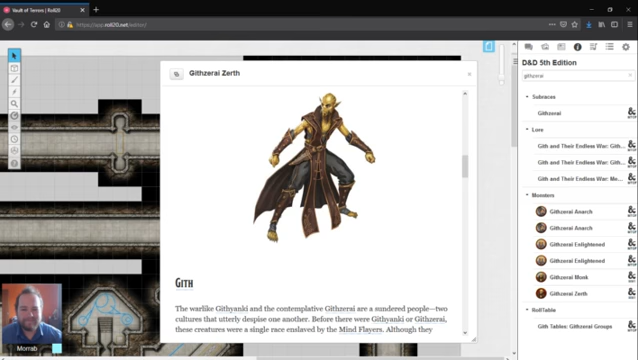 Vault of Terrors | Roll20
https://app.roll20.net/editor/
D&D 5th Edition
githzerai
Subraces
Githzerai
Lore
Gith and Their Endless War: Gith...
Gith and Their Endless War: Gith...
Gith and Their Endless War: Me...
Monsters
Githzerai Anarch
Githzerai Anarch
Githzerai Enlightened
Githzerai Enlightened
Githzerai Monk
Githzerai Zerth
RollTable
Gith Tables: Githzerai Groups
Githzerai Zerth
GITH
The warlike Githyanki and the contemplative Githzerai are a sundered people—two
cultures that utterly despise one another. Before there were Githyanki or Githzerai,
these creatures were a single race enslaved by the Mind Flayers. Although they
Morrab